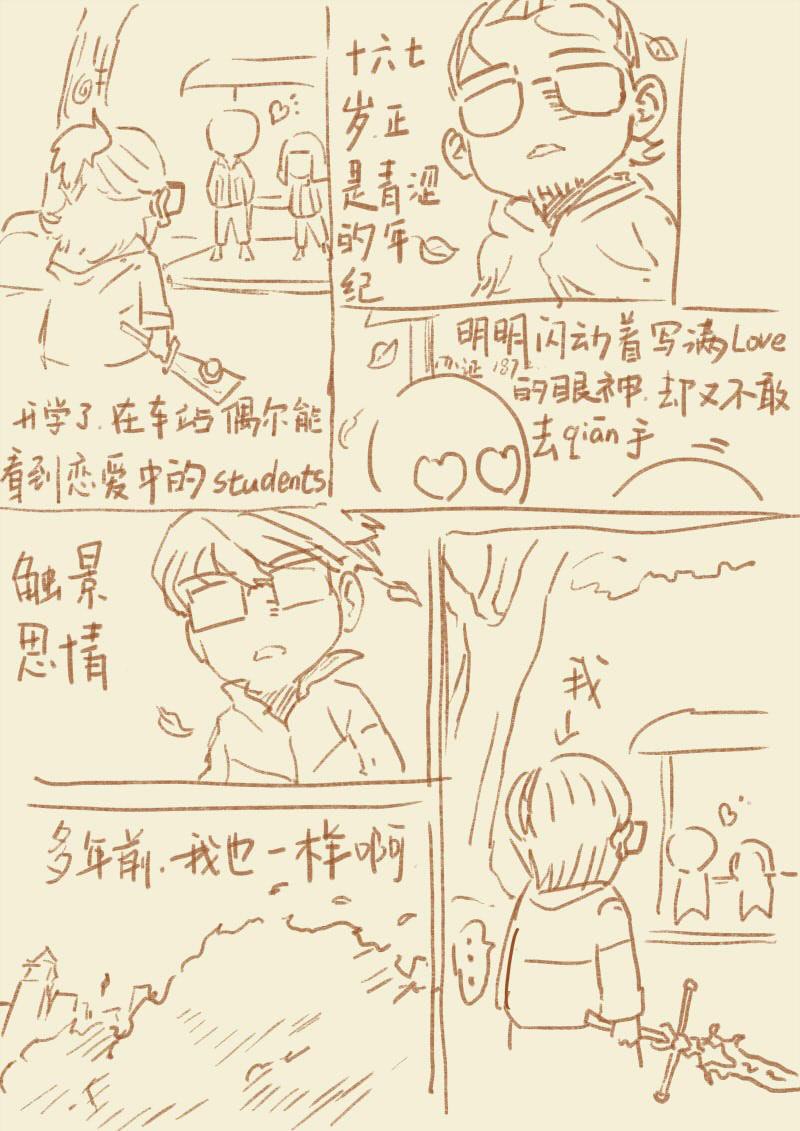 开学了.在车站偶尔能
看到恋爱中的students
十六七
岁.正
是青涩
的年
纪
明明闪动着写满Love
的眼神.却又不敢
去qiān手
触景
思情
多年前.我也一样啊
我